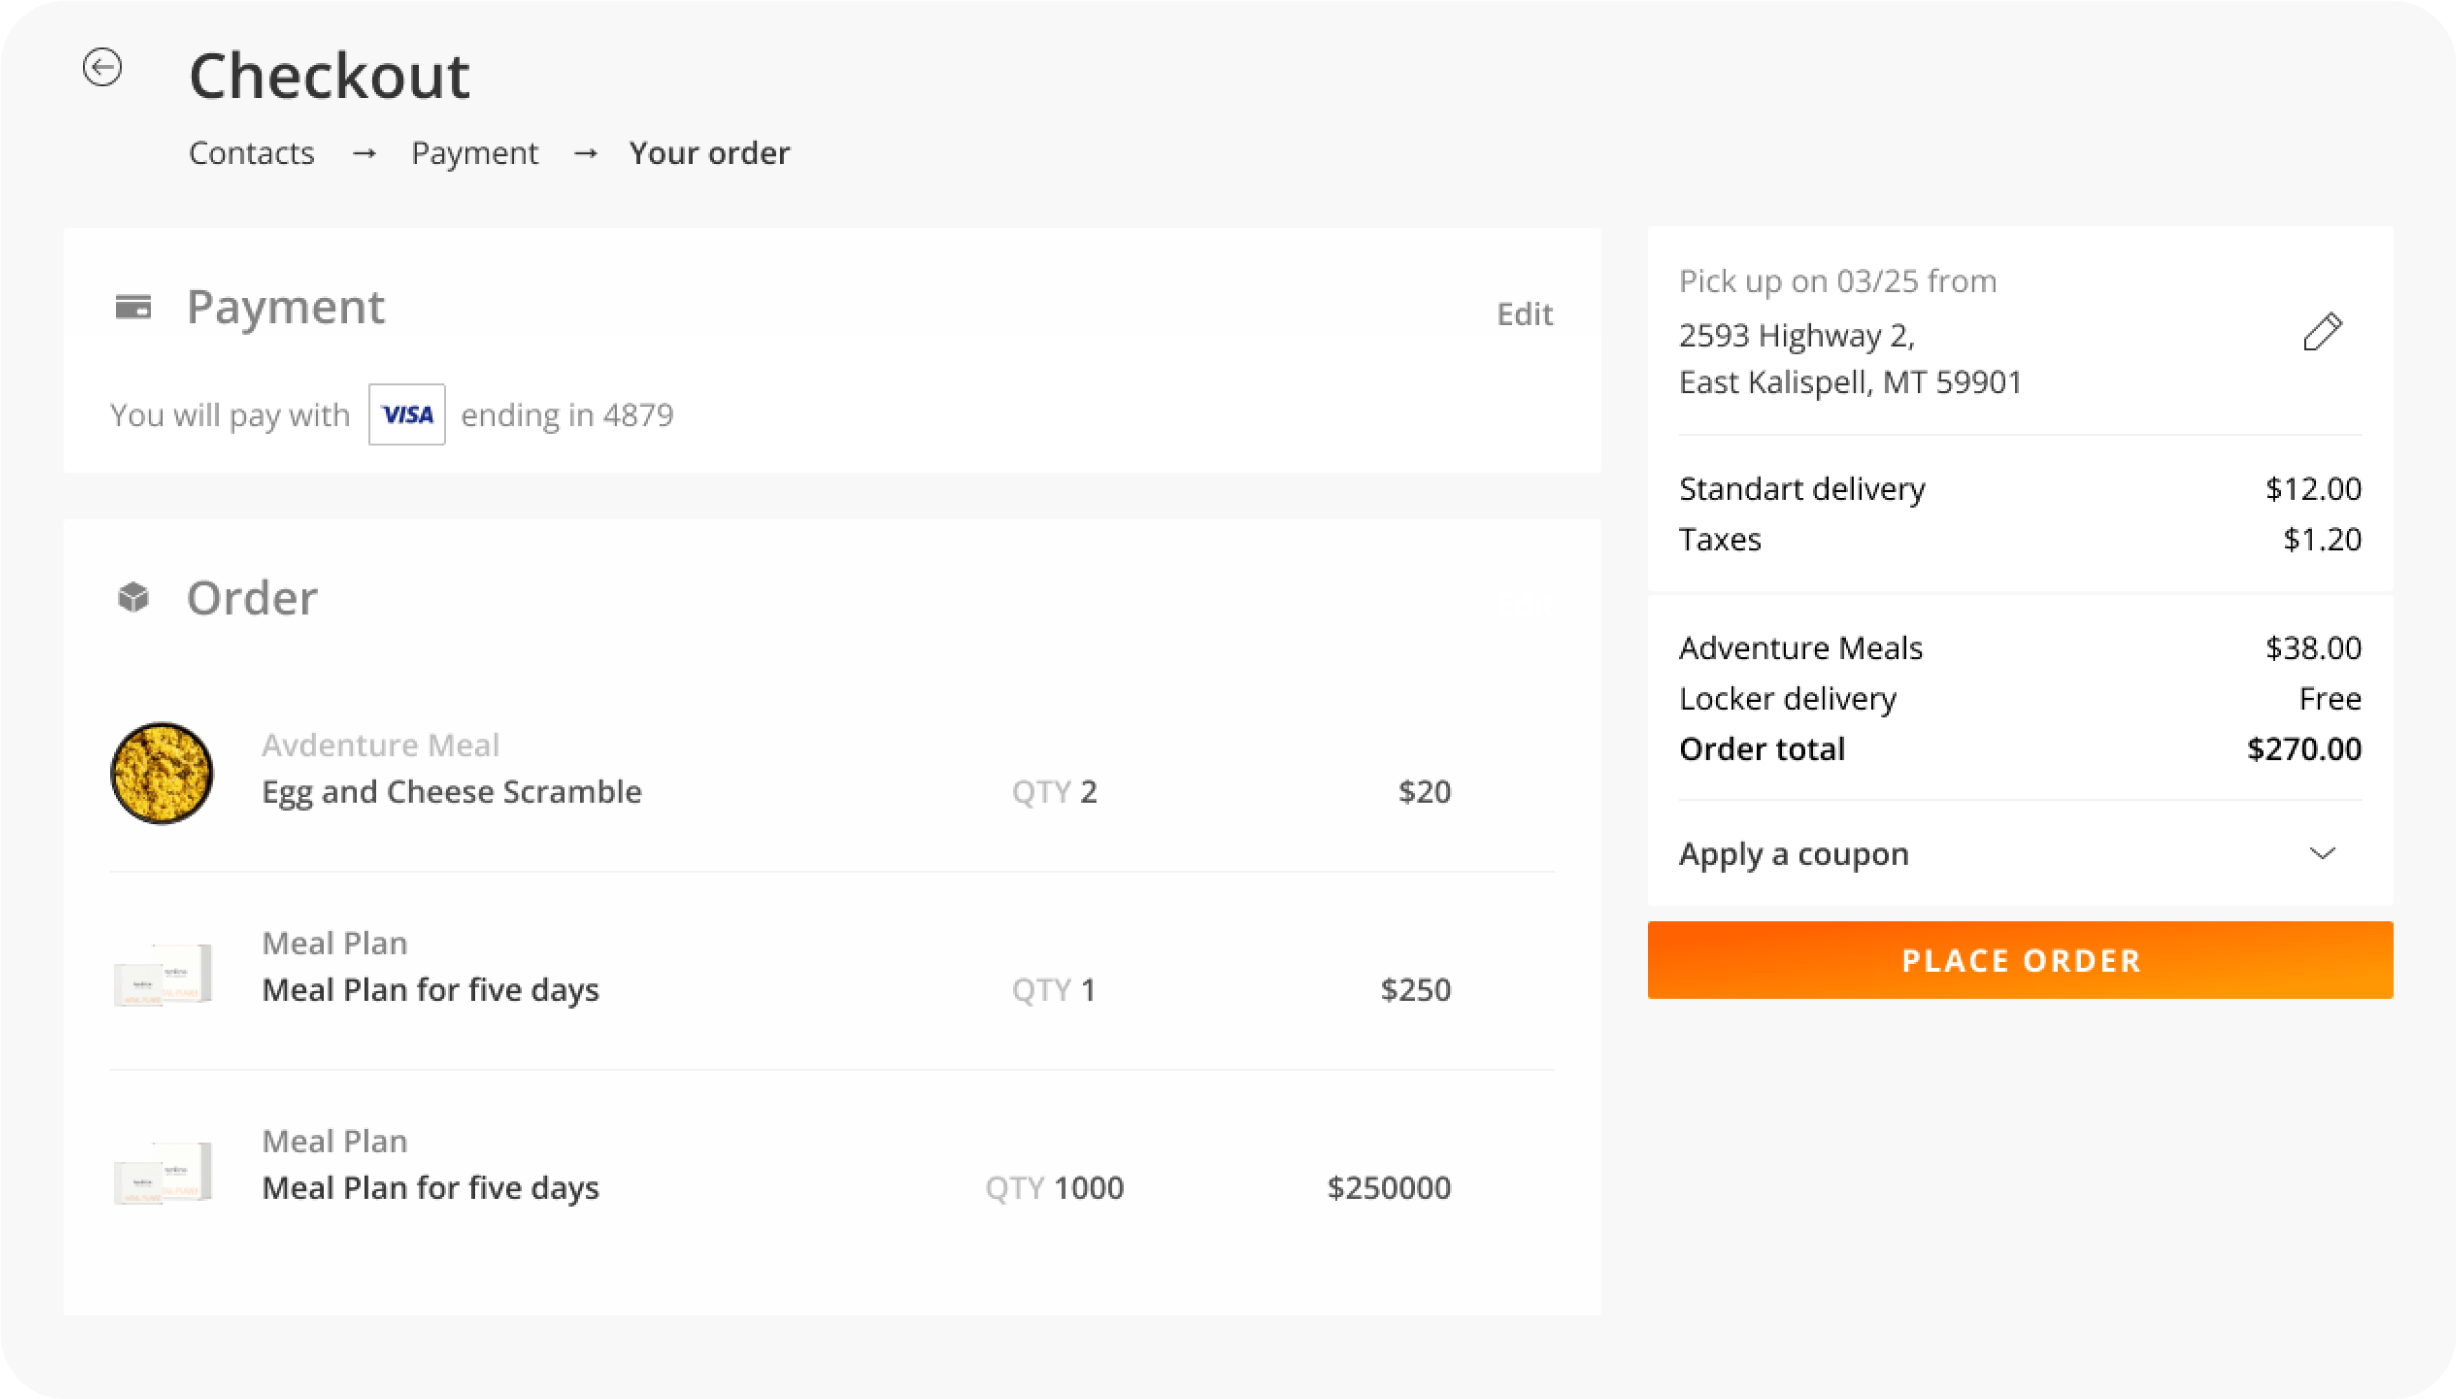 Checkout
Contacts → Payment → Your order
Payment
Edit
You will pay with VISA ending in 4879
Order
Avdenture Meal
Egg and Cheese Scramble QTY 2 $20
Meal Plan
Meal Plan for five days QTY 1 $250
Meal Plan
Meal Plan for five days QTY 1000 $250000
Pick up on 03/25 from
2593 Highway 2,
East Kalispell, MT 59901
Standart delivery $12.00
Taxes $1.20
Adventure Meals $38.00
Locker delivery Free
Order total $270.00
Apply a coupon
PLACE ORDER